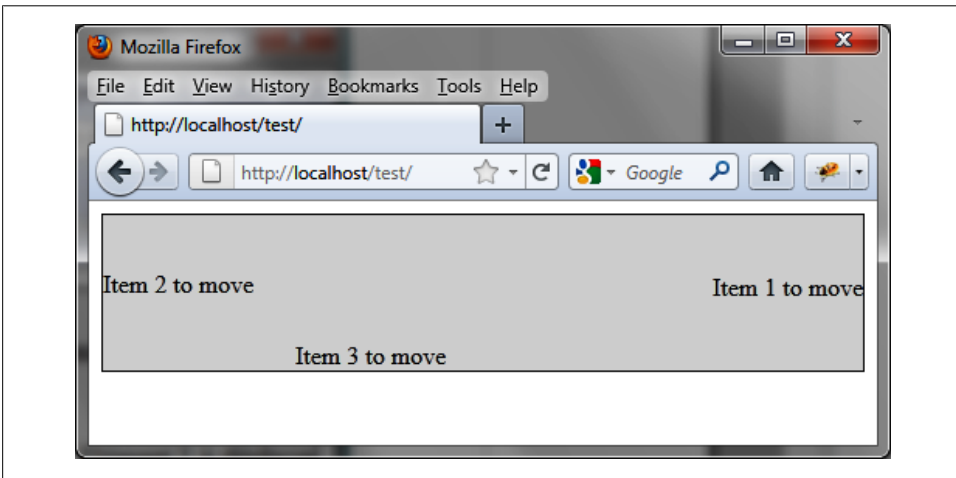 Mozilla Firefox
File Edit View History Bookmarks Tools Help
http://localhost/test/
http://localhost/test/ Google
Item 2 to move
Item 1 to move
Item 3 to move